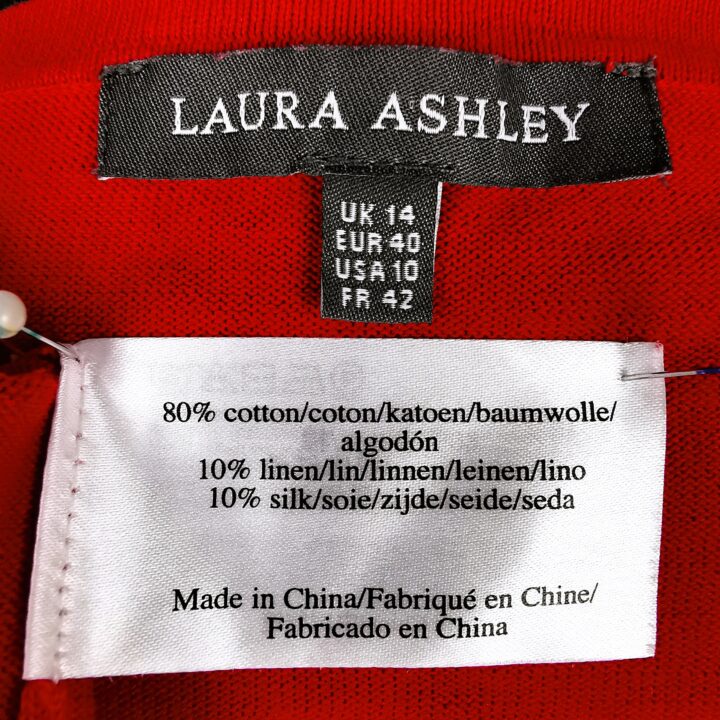 LAURA ASHLEY
UK 14
EUR 40
USA 10
FR 42
80% cotton/coton/katoen/baumwolle/
algodón
10% linen/lin/linnen/leinen/lino
10% silk/soie/zijde/seide/seda
Made in China/Fabriqué en Chine/
Fabricado en China